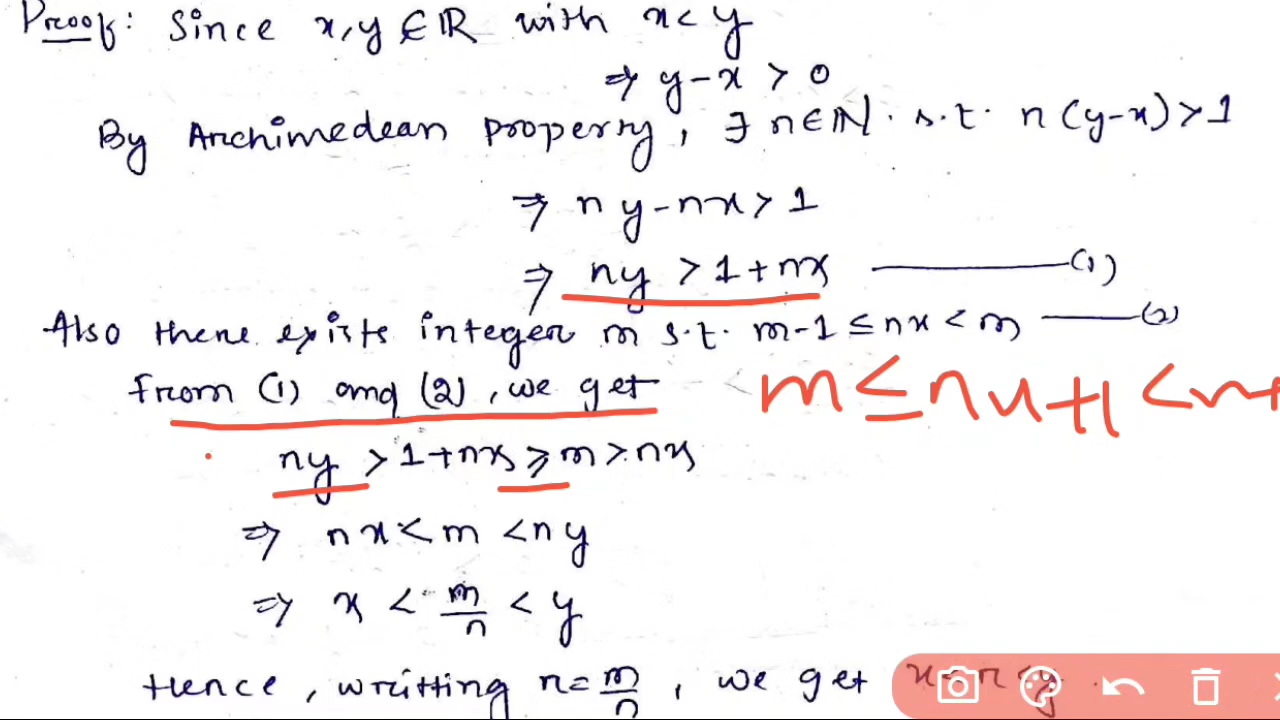 Proof: Since x, y ∈ ℝ with x < y
⇒ y - x > 0
By Archimedean property, ∃ n ∈ ℕ. s.t. n(y-x) > 1
⇒ ny - nx > 1
⇒ ny > 1 + nx ———(1)
Also there exists integer m s.t. m-1 ≤ nx < m ———(2)
From (1) and (2), we get
m ≤ nx+1 < m+
ny > 1 + nx ≥ m > nx
⇒ nx < m < ny
⇒ x < m/n < y
Hence, writting r = m/n, we get x < r < y.